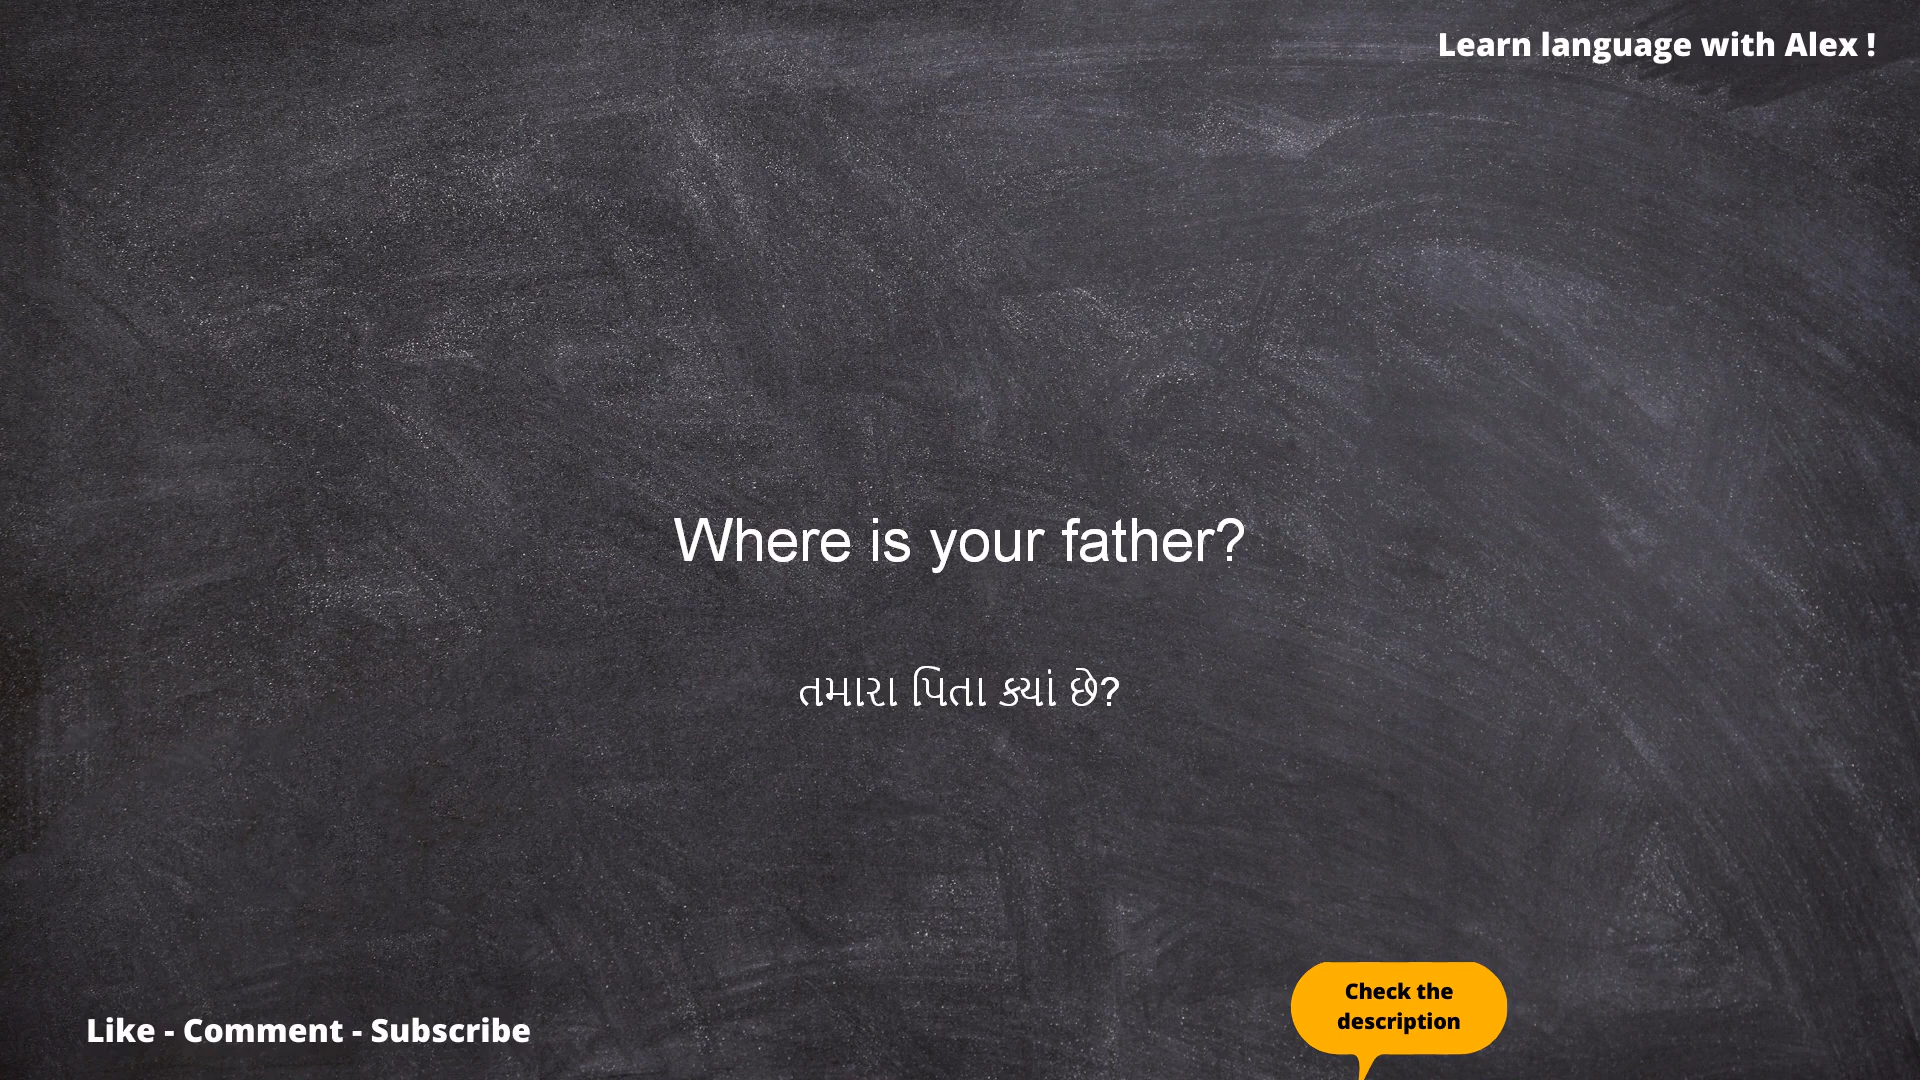 Learn language with Alex !
Where is your father?
તમારા પિતા ક્યાં છે?
Check the
description
Like - Comment - Subscribe